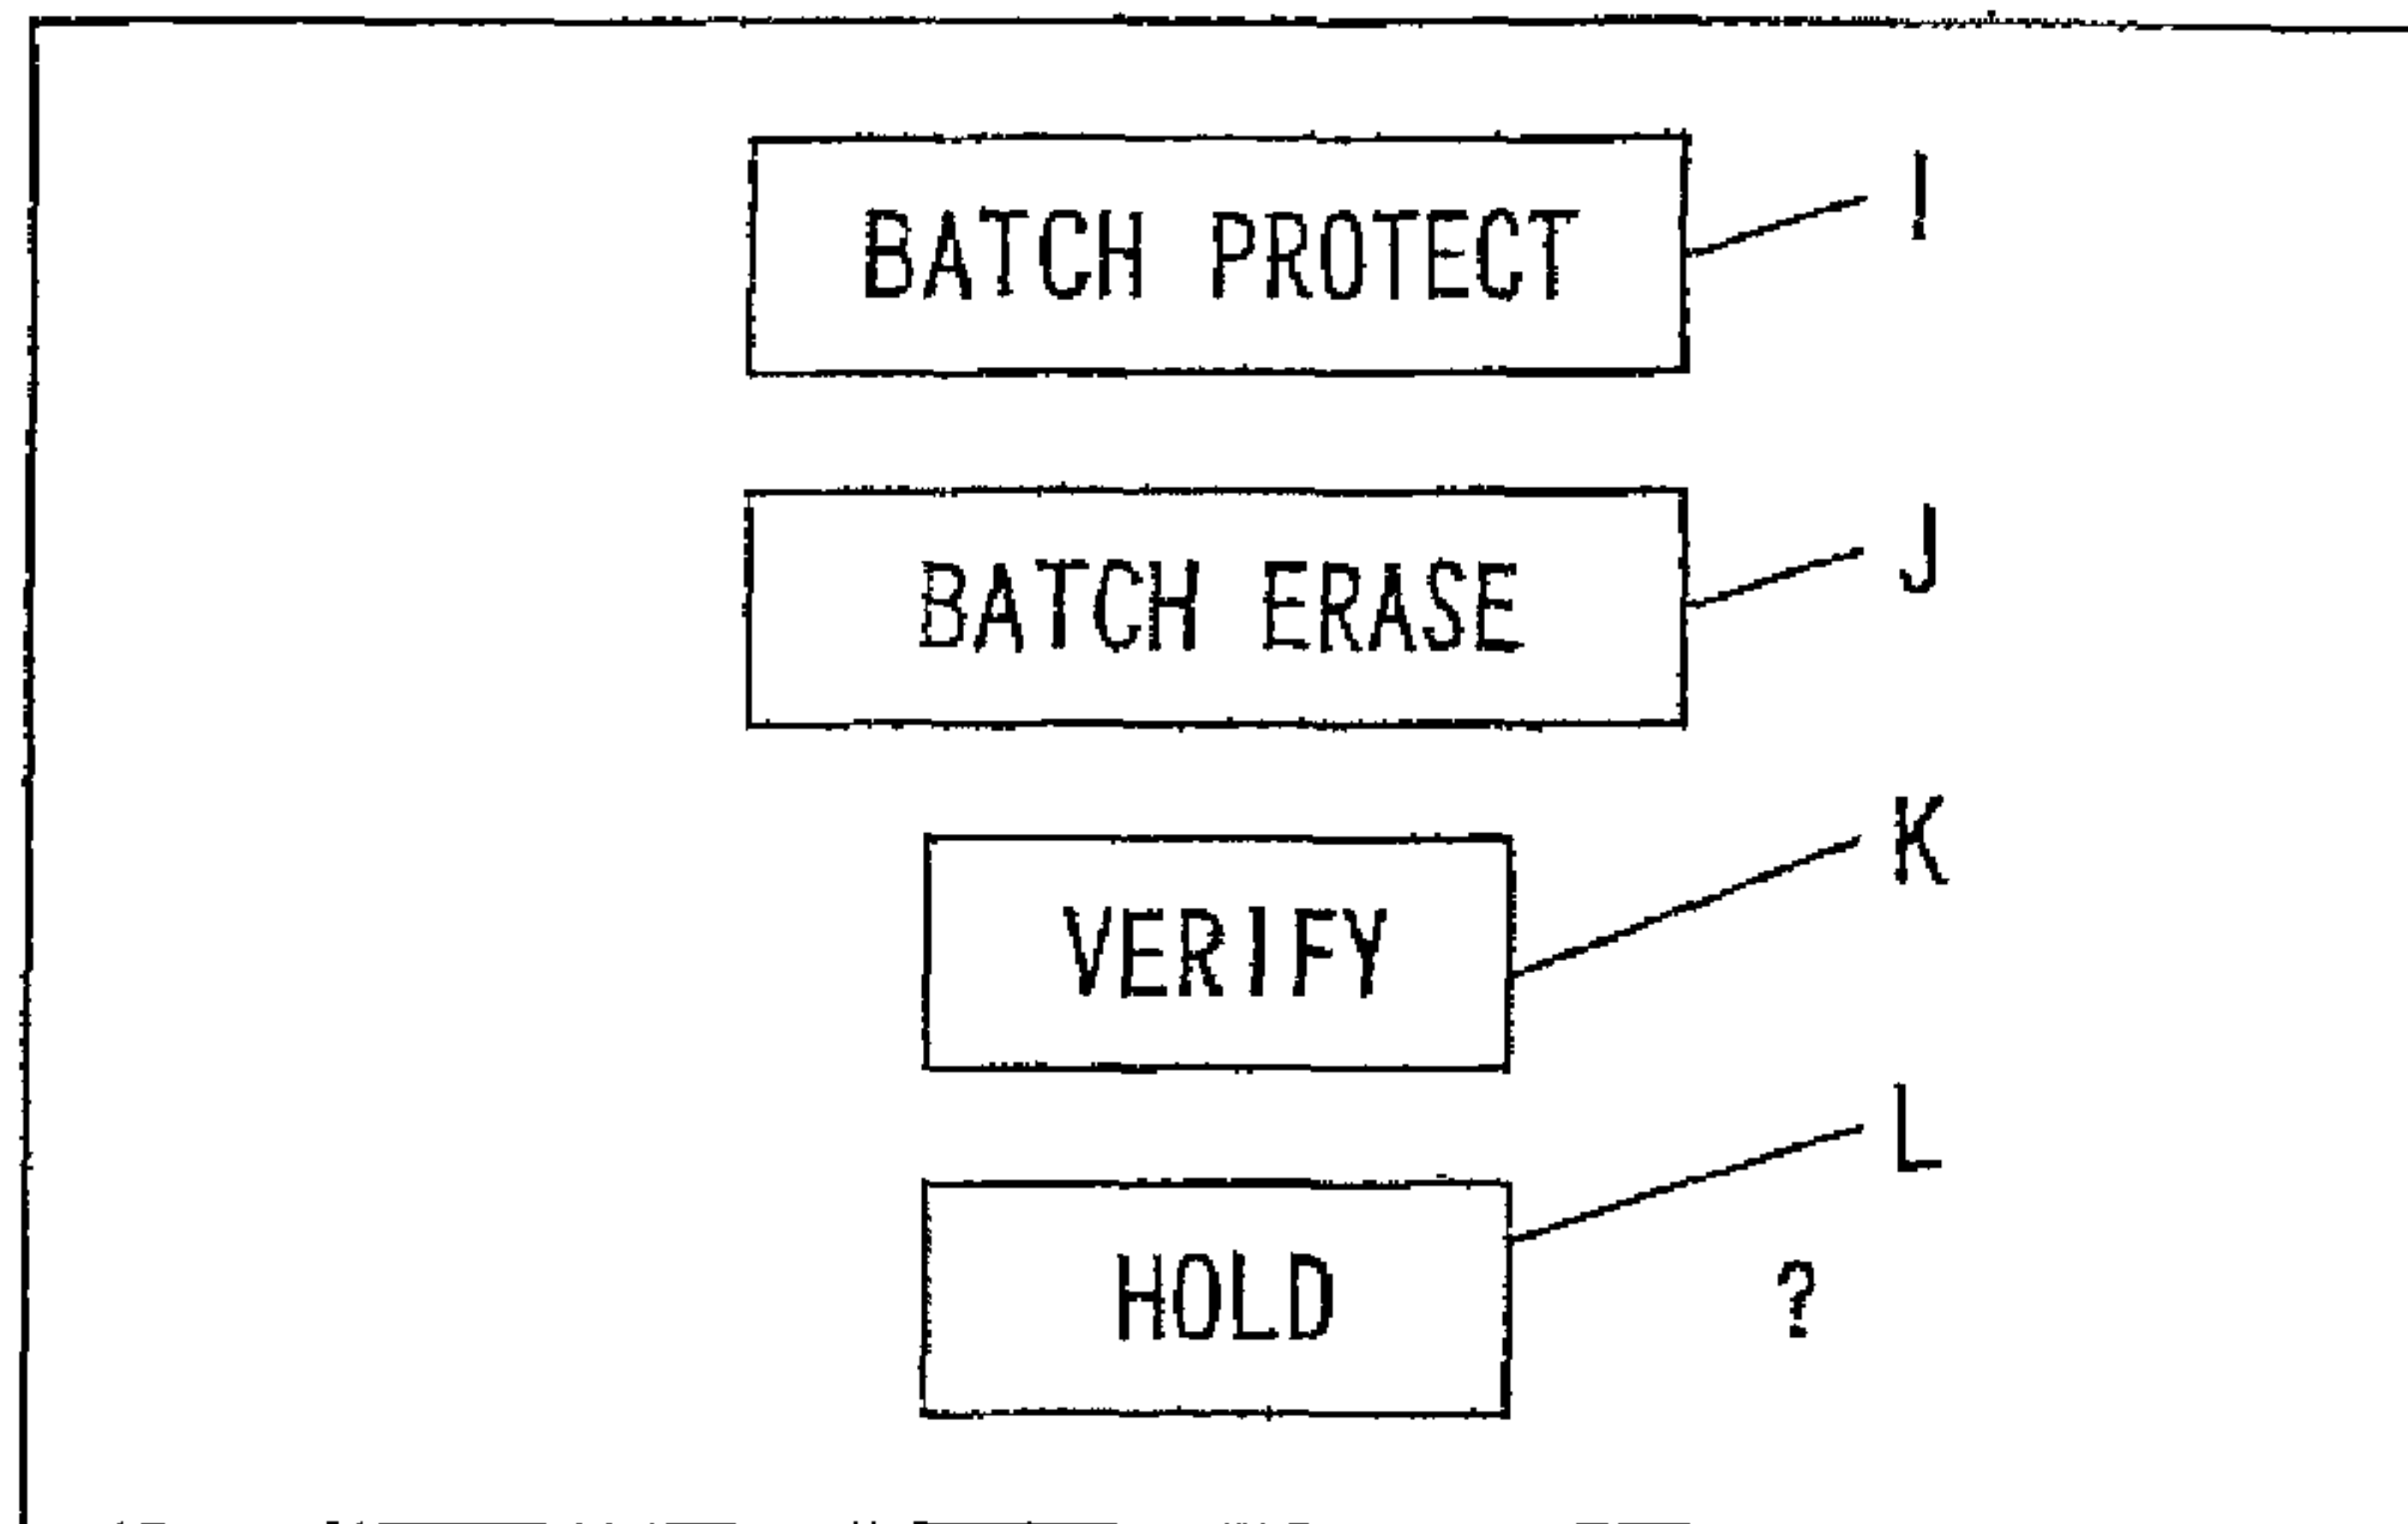 BATCH PROTECT I
BATCH ERASE J
VERIFY K
HOLD L
?